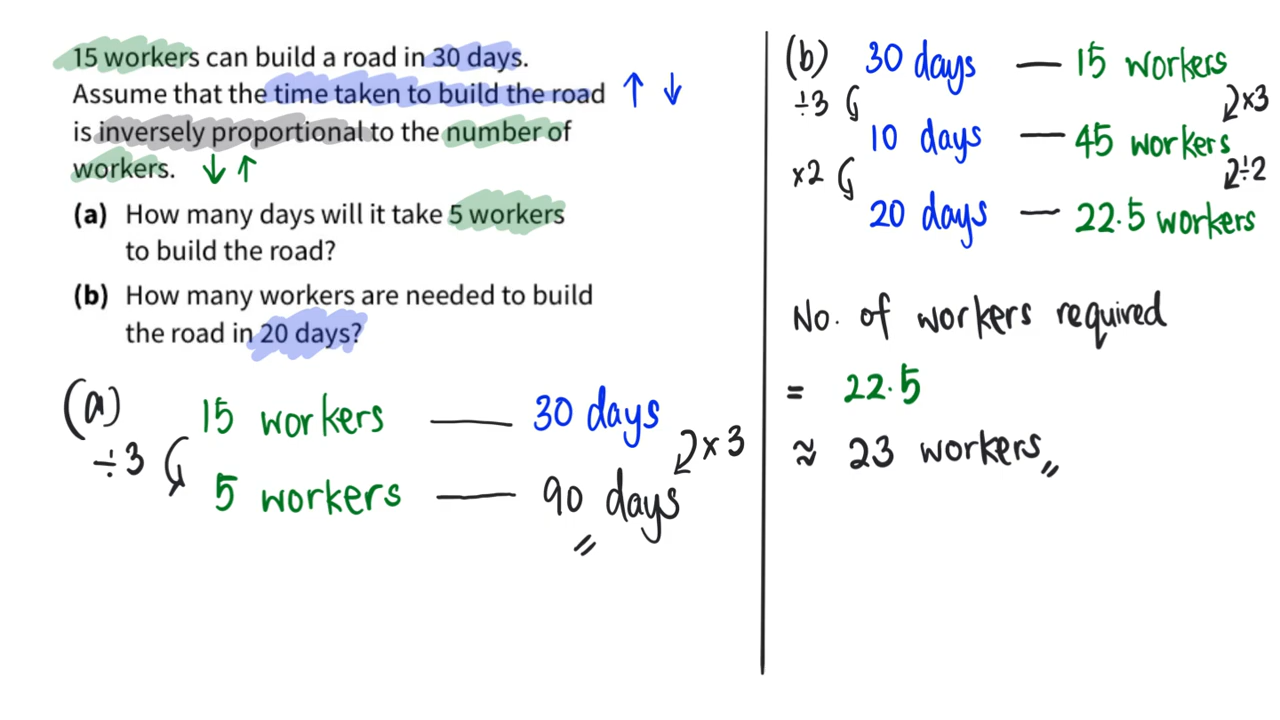 15 workers can build a road in 30 days.
Assume that the time taken to build the road ↑ ↓
is inversely proportional to the number of
workers. ↓ ↑
(a) How many days will it take 5 workers
to build the road?
(b) How many workers are needed to build
the road in 20 days?
(a) 15 workers — 30 days
÷3 ×3
5 workers — 90 days
(b) 30 days — 15 workers
÷3 ×3
10 days — 45 workers
×2 ÷2
20 days — 22.5 workers
No. of workers required
= 22.5
≈ 23 workers